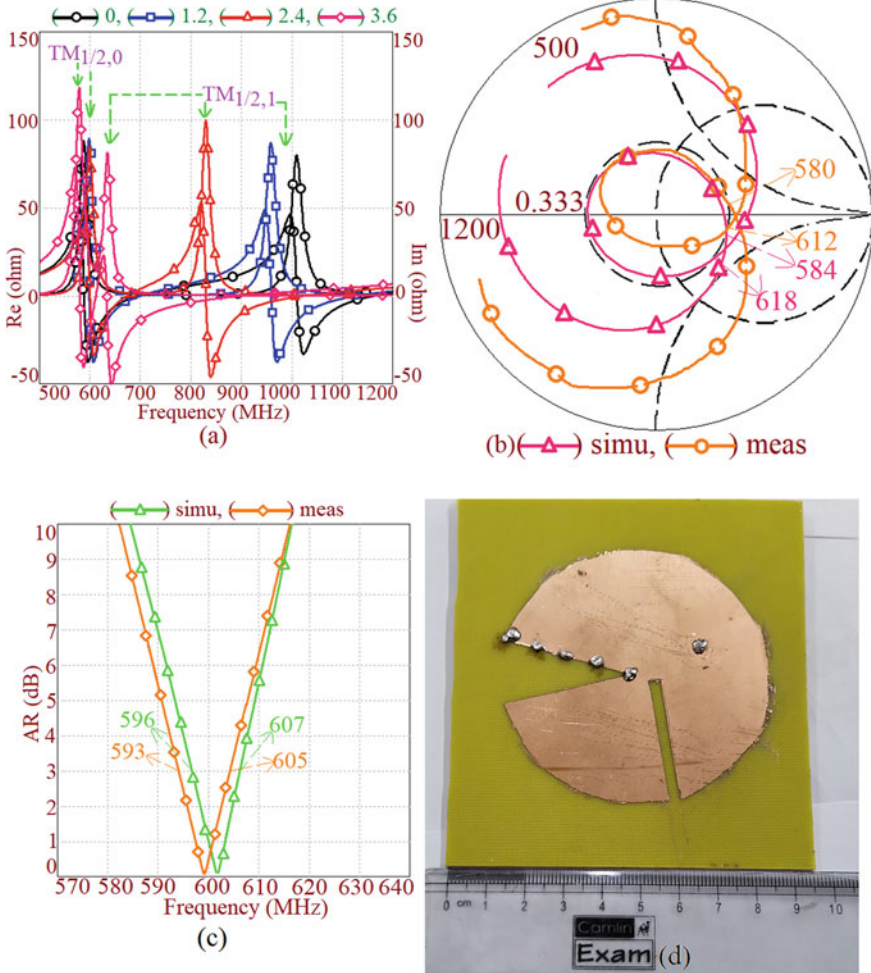 0, 1.2, 2.4, 3.6
150
100
50
0
-50
Re (ohm)
TM1/2,0
TM1/2,1
150
100
50
0
-50
Im (ohm)
500 600 700 800 900 1000 1100 1200
Frequency (MHz)
(a)
500
0.333
1200
580
612
584
618
(b) simu, meas
simu, meas
10
9
8
7
6
5
4
3
2
1
0
AR (dB)
596
593
607
605
570 580 590 600 610 620 630 640
Frequency (MHz)
(c)
0 cm 1 2 3 4 5 6 7 8 9 10
Camlin
Exam
(d)